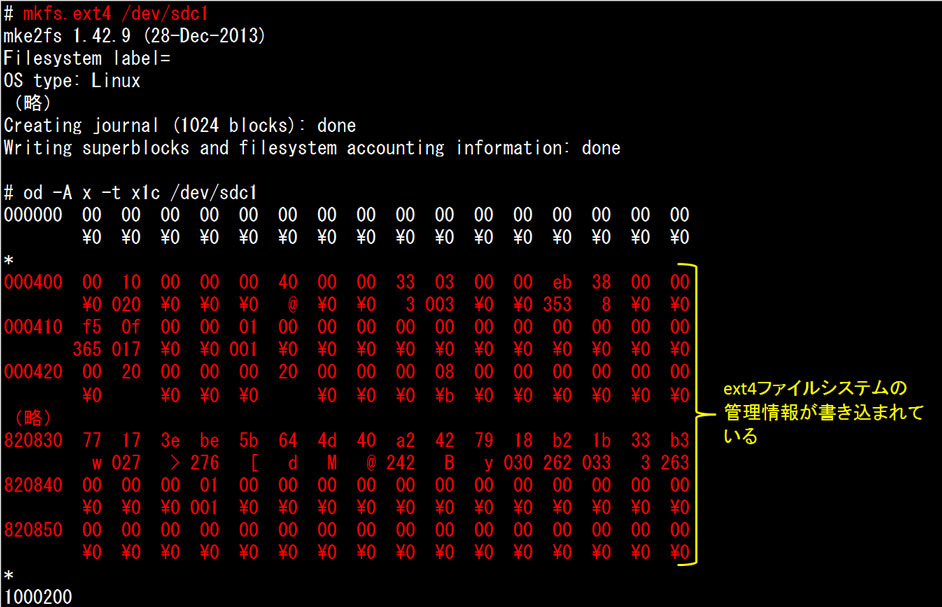 # mkfs.ext4 /dev/sdc1
mke2fs 1.42.9 (28-Dec-2013)
Filesystem label=
OS type: Linux
（略）
Creating journal (1024 blocks): done
Writing superblocks and filesystem accounting information: done
# od -A x -t x1c /dev/sdc1
000000 00 00 00 00 00 00 00 00 00 00 00 00 00 00 00 00
¥0 ¥0 ¥0 ¥0 ¥0 ¥0 ¥0 ¥0 ¥0 ¥0 ¥0 ¥0 ¥0 ¥0 ¥0 ¥0
*
000400 00 10 00 00 00 40 00 00 33 03 00 00 eb 38 00 00
¥0 020 ¥0 ¥0 ¥0 @ ¥0 ¥0 3 003 ¥0 ¥0 353 8 ¥0 ¥0
000410 f5 0f 00 00 01 00 00 00 00 00 00 00 00 00 00 00
365 017 ¥0 ¥0 001 ¥0 ¥0 ¥0 ¥0 ¥0 ¥0 ¥0 ¥0 ¥0 ¥0 ¥0
000420 00 20 00 00 00 20 00 00 00 08 00 00 00 00 00 00
¥0 ¥0 ¥0 ¥0 ¥0 ¥0 ¥0 ¥b ¥0 ¥0 ¥0 ¥0 ¥0 ¥0
（略）
820830 77 17 3e be 5b 64 4d 40 a2 42 79 18 b2 1b 33 b3
w 027 > 276 [ d M @ 242 B y 030 262 033 3 263
820840 00 00 00 01 00 00 00 00 00 00 00 00 00 00 00 00
¥0 ¥0 ¥0 001 ¥0 ¥0 ¥0 ¥0 ¥0 ¥0 ¥0 ¥0 ¥0 ¥0 ¥0 ¥0
820850 00 00 00 00 00 00 00 00 00 00 00 00 00 00 00 00
¥0 ¥0 ¥0 ¥0 ¥0 ¥0 ¥0 ¥0 ¥0 ¥0 ¥0 ¥0 ¥0 ¥0 ¥0 ¥0
*
1000200
ext4ファイルシステムの
管理情報が書き込まれて
いる